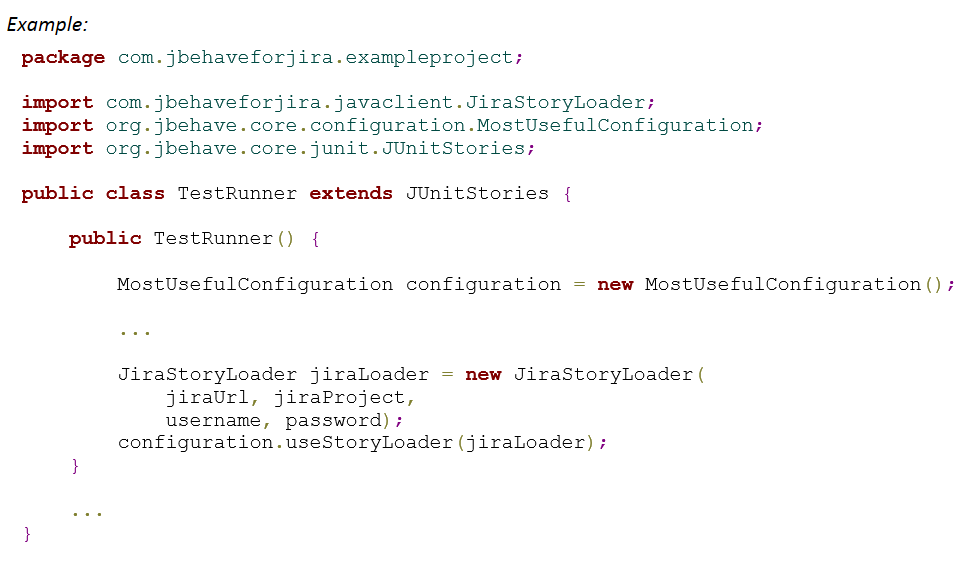 Example:
package com.jbehaveforjira.exampleproject;
import com.jbehaveforjira.javaclient.JiraStoryLoader;
import org.jbehave.core.configuration.MostUsefulConfiguration;
import org.jbehave.core.junit.JUnitStories;
public class TestRunner extends JUnitStories {
public TestRunner() {
MostUsefulConfiguration configuration = new MostUsefulConfiguration();
...
JiraStoryLoader jiraLoader = new JiraStoryLoader(
jiraUrl, jiraProject,
username, password);
configuration.useStoryLoader(jiraLoader);
}
...
}